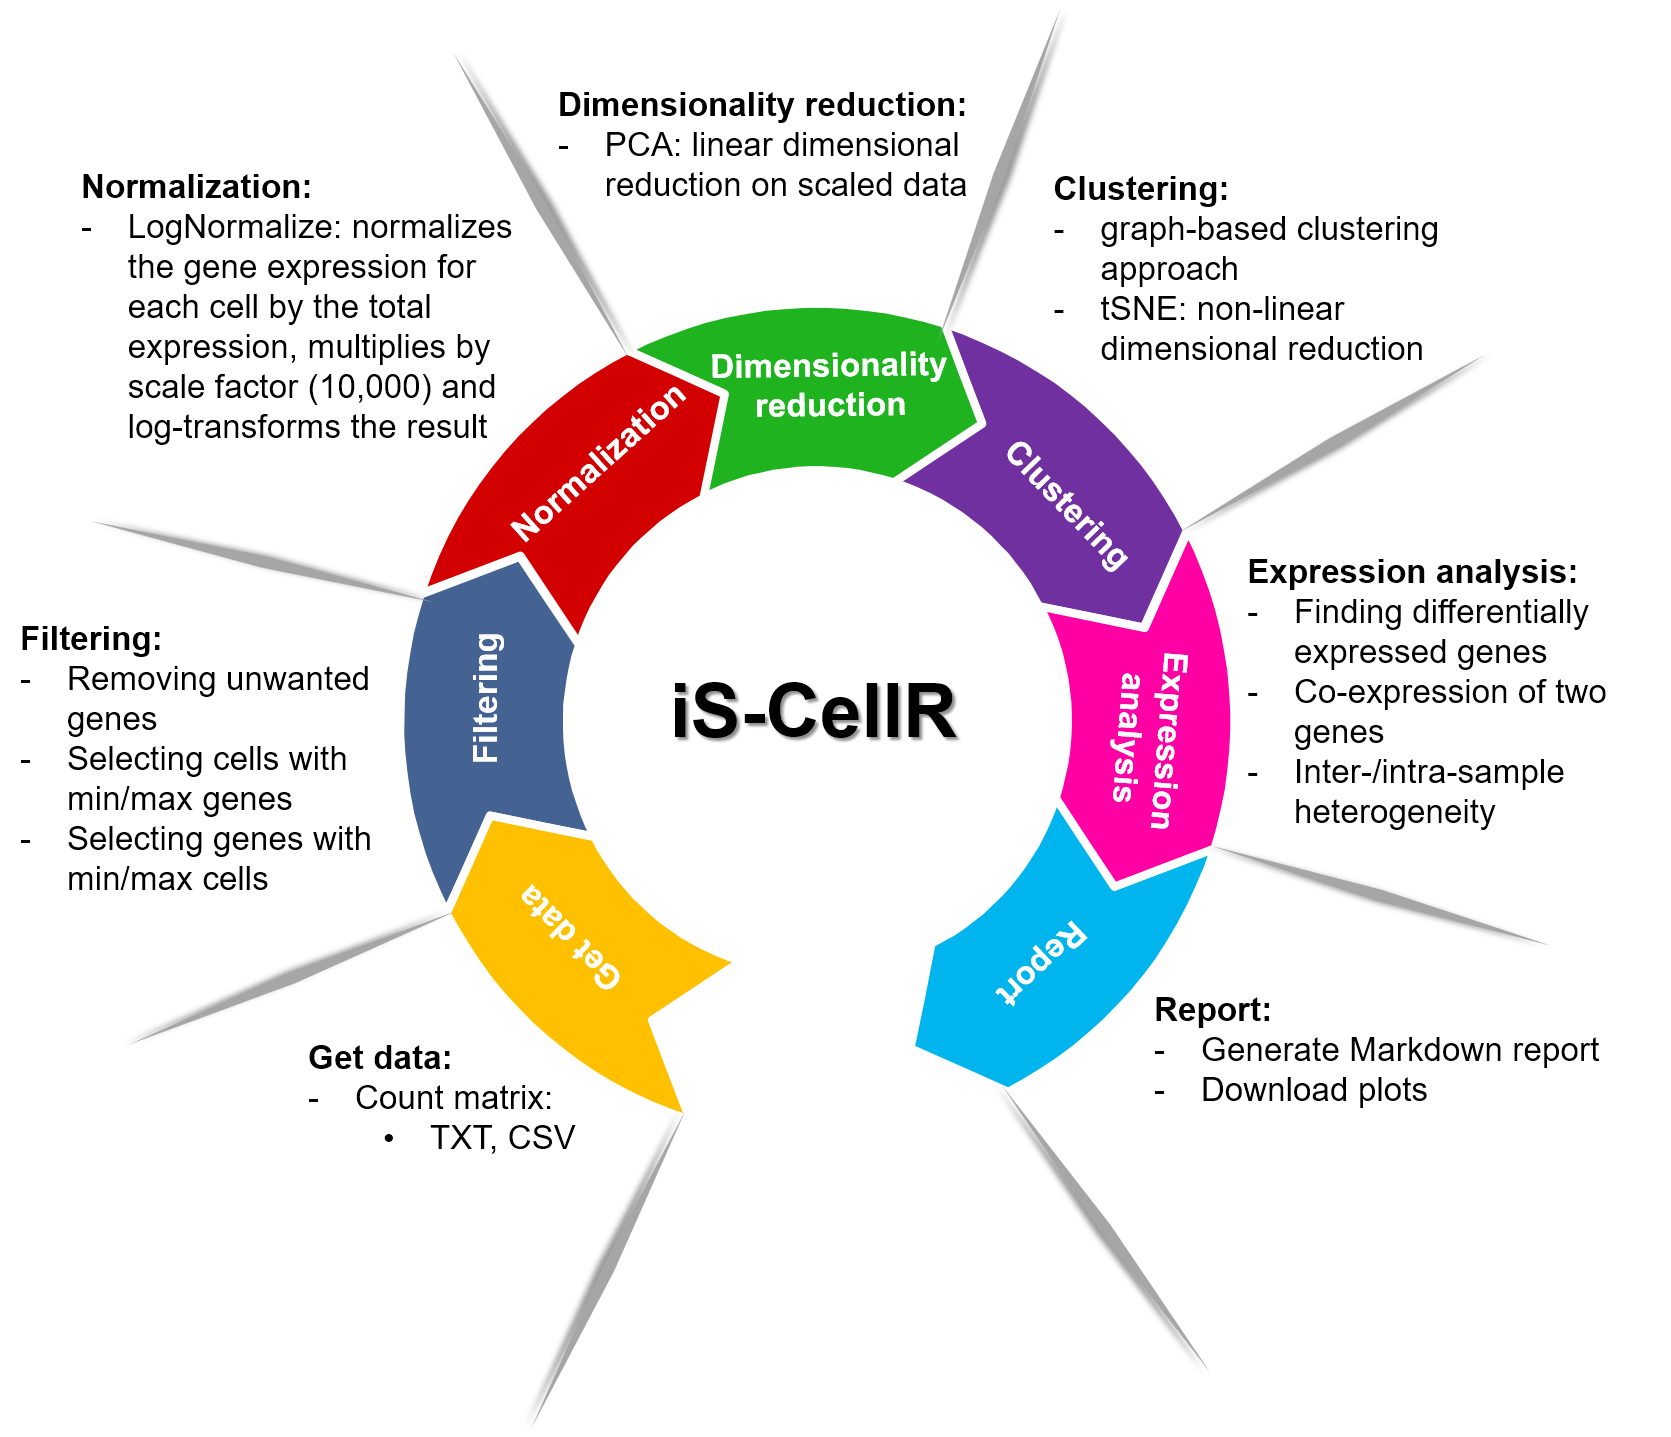 Dimensionality reduction:
- PCA: linear dimensional
reduction on scaled data
Normalization:
- LogNormalize: normalizes
the gene expression for
each cell by the total
expression, multiplies by
scale factor (10,000) and
log-transforms the result
Clustering:
- graph-based clustering
approach
- tSNE: non-linear
dimensional reduction
Dimensionality
reduction
Normalization
Clustering
Filtering:
- Removing unwanted
genes
- Selecting cells with
min/max genes
- Selecting genes with
min/max cells
Filtering
iS-CellR
Expression
analysis
Expression analysis:
- Finding differentially
expressed genes
- Co-expression of two
genes
- Inter-/intra-sample
heterogeneity
Get data
Report
Get data:
- Count matrix:
• TXT, CSV
Report:
- Generate Markdown report
- Download plots